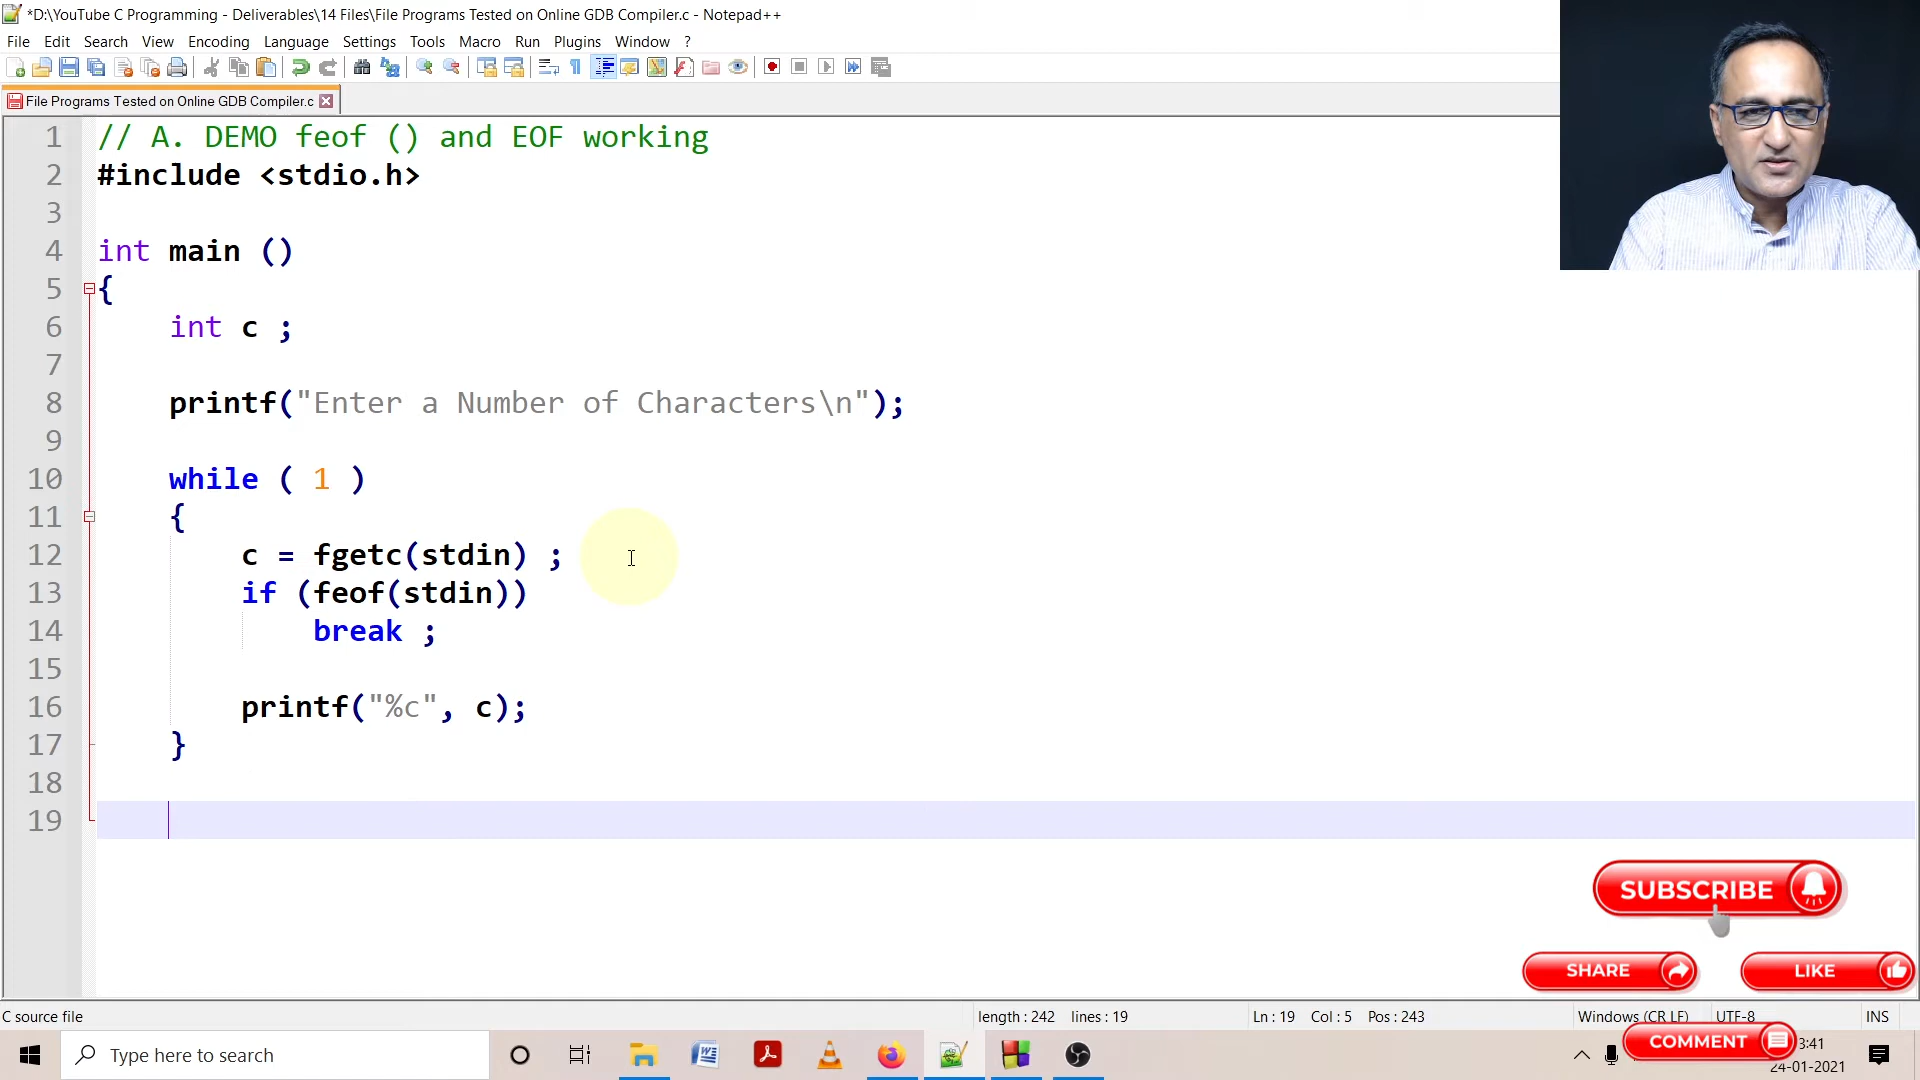 *D:\YouTube C Programming - Deliverables\14 Files\File Programs Tested on Online GDB Compiler.c - Notepad++
File Edit Search View Encoding Language Settings Tools Macro Run Plugins Window ?
File Programs Tested on Online GDB Compiler.c
1 // A. DEMO feof () and EOF working
2 #include <stdio.h>
3
4 int main ()
5 {
6 int c ;
7
8 printf("Enter a Number of Characters\n");
9
10 while ( 1 )
11 {
12 c = fgetc(stdin) ;
13 if (feof(stdin))
14 break ;
15
16 printf("%c", c);
17 }
18
19
SUBSCRIBE
SHARE LIKE
C source file length : 242 lines : 19 Ln : 19 Col : 5 Pos : 243 Windows (CR LF) UTF-8 INS
COMMENT
Type here to search
3:41
24-01-2021